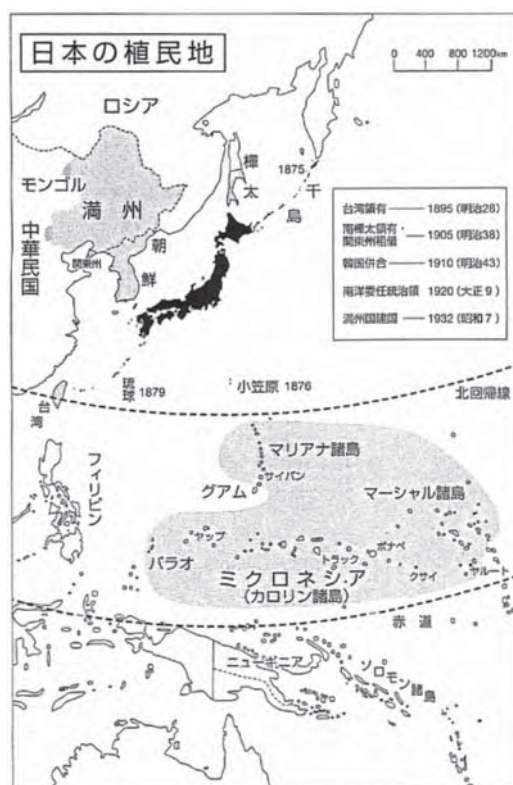 日本の植民地
0 400 800 1200km
ロシア
モンゴル
満州
中華民国
関東州
朝鮮
樺太
千島
1875
台湾領有 1895(明治28)
南樺太領有・
関東州租借 1905(明治38)
韓国併合 1910(明治43)
南洋委任統治領 1920(大正9)
満州国建国 1932(昭和7)
琉球 1879
小笠原 1876
北回帰線
台湾
フィリピン
マリアナ諸島
サイパン
グアム
マーシャル諸島
ヤップ
パラオ
トラック
ポナペ
クサイ
ヤルート
ミクロネシア
(カロリン諸島)
赤道
ニューギニア
ソロモン諸島